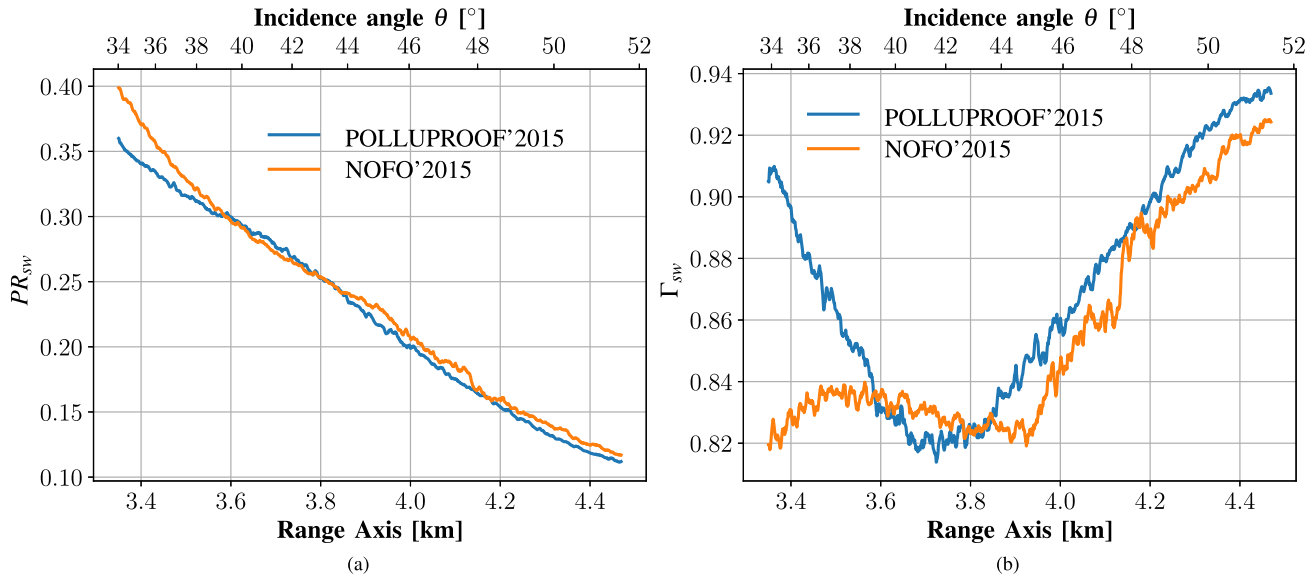 Incidence angle θ [°]
34 36 38 40 42 44 46 48 50 52
0.40
0.35
0.30
0.25
0.20
0.15
0.10
PR_sw
POLLUPROOF'2015
NOFO'2015
3.4 3.6 3.8 4.0 4.2 4.4
Range Axis [km]
(a)
Incidence angle θ [°]
34 36 38 40 42 44 46 48 50 52
0.94
0.92
0.90
0.88
0.86
0.84
0.82
Γ_sw
POLLUPROOF'2015
NOFO'2015
3.4 3.6 3.8 4.0 4.2 4.4
Range Axis [km]
(b)